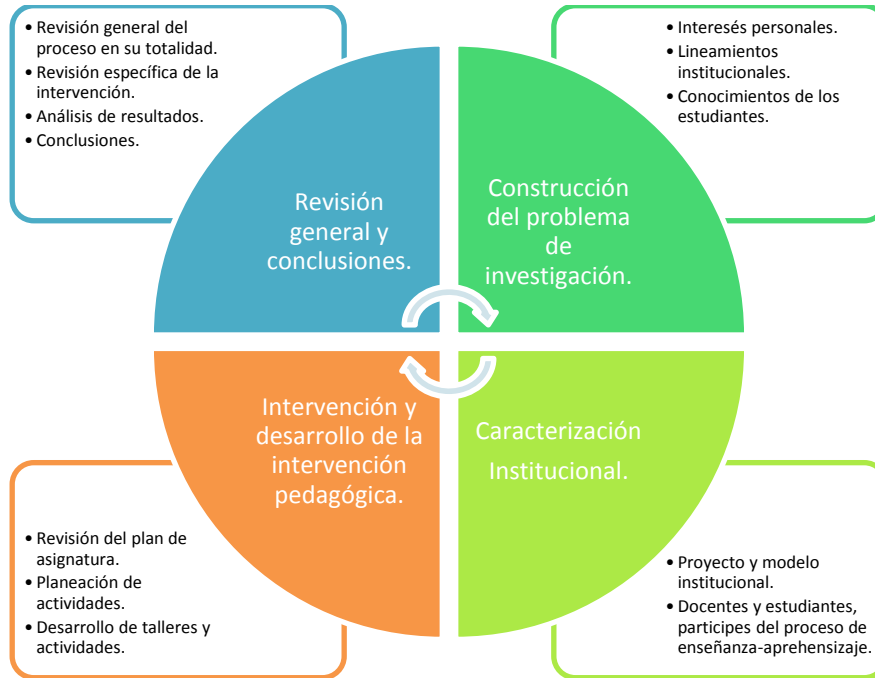 • Revisión general del
proceso en su totalidad.
• Revisión específica de la
intervención.
• Análisis de resultados.
• Conclusiones.
• Interesés personales.
• Lineamientos
institucionales.
• Conocimientos de los
estudiantes.
Revisión
general y
conclusiones.
Construcción
del problema
de
investigación.
Intervención y
desarrollo de la
intervención
pedagógica.
Caracterización
Institucional.
• Revisión del plan de
asignatura.
• Planeación de
actividades.
• Desarrollo de talleres y
actividades.
• Proyecto y modelo
institucional.
• Docentes y estudiantes,
participes del proceso de
enseñanza-aprehensizaje.